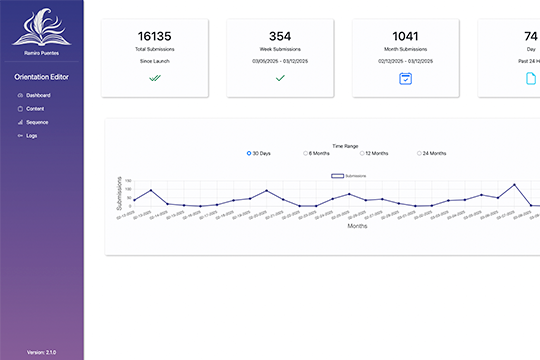 Ramiro Puentes
Orientation Editor
Dashboard
Content
Sequence
Logs
Version: 2.1.0
16135
Total Submissions
Since Launch
354
Week Submissions
03/05/2025 - 03/12/2025
1041
Month Submissions
02/12/2025 - 03/12/2025
74
Day
Past 24 H
Time Range
30 Days
6 Months
12 Months
24 Months
Submissions
Submissions
150
100
50
0
Months